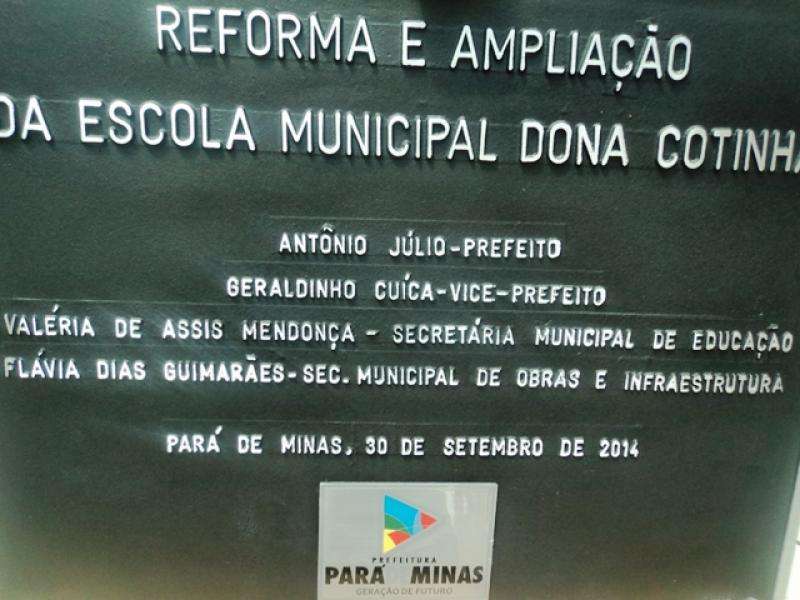 REFORMA E AMPLIAÇÃO
DA ESCOLA MUNICIPAL DONA COTINHA
ANTÔNIO JÚLIO-PREFEITO
GERALDINHO CUÍCA-VICE-PREFEITO
VALÉRIA DE ASSIS MENDONÇA - SECRETÁRIA MUNICIPAL DE EDUCAÇÃO
FLÁVIA DIAS GUIMARÃES-SEC. MUNICIPAL DE OBRAS E INFRAESTRUTURA
PARÁ DE MINAS, 30 DE SETEMBRO DE 2014
PREFEITURA
PARÁ MINAS
GERAÇÃO DE FUTURO